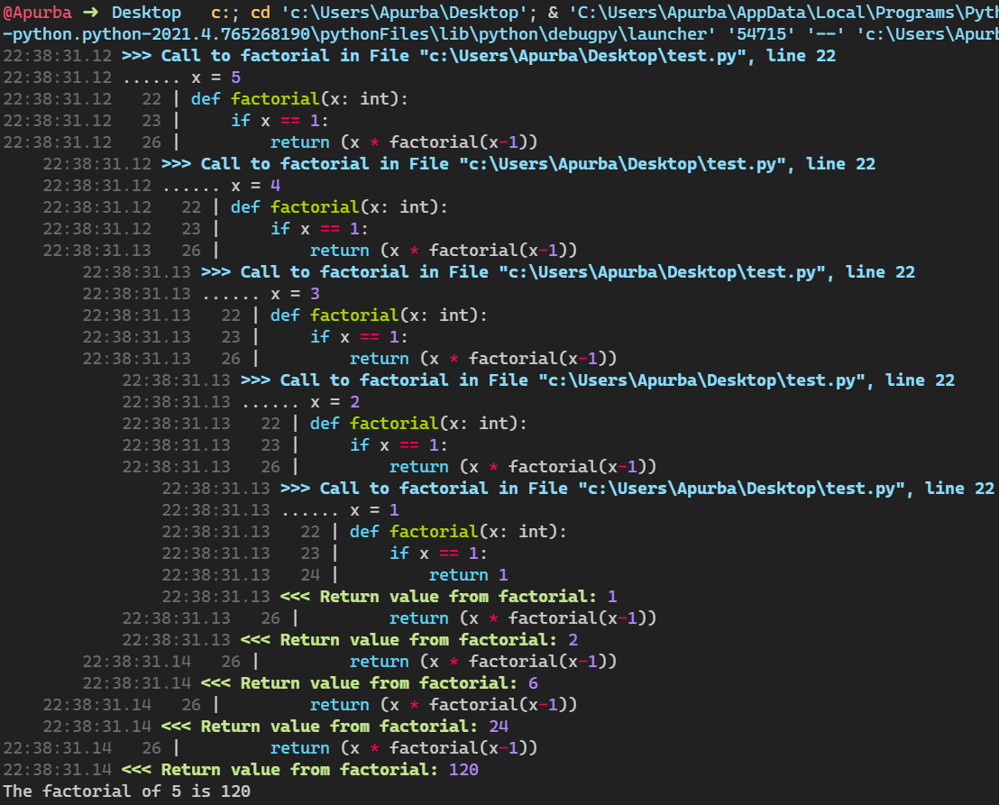 @Apurba ➜ Desktop   c:; cd 'c:\Users\Apurba\Desktop'; & 'C:\Users\Apurba\AppData\Local\Programs\Pyth
-python.python-2021.4.765268190\pythonFiles\lib\python\debugpy\launcher' '54715' '--' 'c:\Users\Apurb
22:38:31.12 >>> Call to factorial in File "c:\Users\Apurba\Desktop\test.py", line 22
22:38:31.12 ...... x = 5
22:38:31.12   22 | def factorial(x: int):
22:38:31.12   23 |     if x == 1:
22:38:31.12   26 |         return (x * factorial(x-1))
    22:38:31.12 >>> Call to factorial in File "c:\Users\Apurba\Desktop\test.py", line 22
    22:38:31.12 ...... x = 4
    22:38:31.12   22 | def factorial(x: int):
    22:38:31.12   23 |     if x == 1:
    22:38:31.13   26 |         return (x * factorial(x-1))
        22:38:31.13 >>> Call to factorial in File "c:\Users\Apurba\Desktop\test.py", line 22
        22:38:31.13 ...... x = 3
        22:38:31.13   22 | def factorial(x: int):
        22:38:31.13   23 |     if x == 1:
        22:38:31.13   26 |         return (x * factorial(x-1))
            22:38:31.13 >>> Call to factorial in File "c:\Users\Apurba\Desktop\test.py", line 22
            22:38:31.13 ...... x = 2
            22:38:31.13   22 | def factorial(x: int):
            22:38:31.13   23 |     if x == 1:
            22:38:31.13   26 |         return (x * factorial(x-1))
                22:38:31.13 >>> Call to factorial in File "c:\Users\Apurba\Desktop\test.py", line 22
                22:38:31.13 ...... x = 1
                22:38:31.13   22 | def factorial(x: int):
                22:38:31.13   23 |     if x == 1:
                22:38:31.13   24 |         return 1
                22:38:31.13 <<< Return value from factorial: 1
            22:38:31.13   26 |         return (x * factorial(x-1))
            22:38:31.13 <<< Return value from factorial: 2
        22:38:31.14   26 |         return (x * factorial(x-1))
        22:38:31.14 <<< Return value from factorial: 6
    22:38:31.14   26 |         return (x * factorial(x-1))
    22:38:31.14 <<< Return value from factorial: 24
22:38:31.14   26 |         return (x * factorial(x-1))
22:38:31.14 <<< Return value from factorial: 120
The factorial of 5 is 120